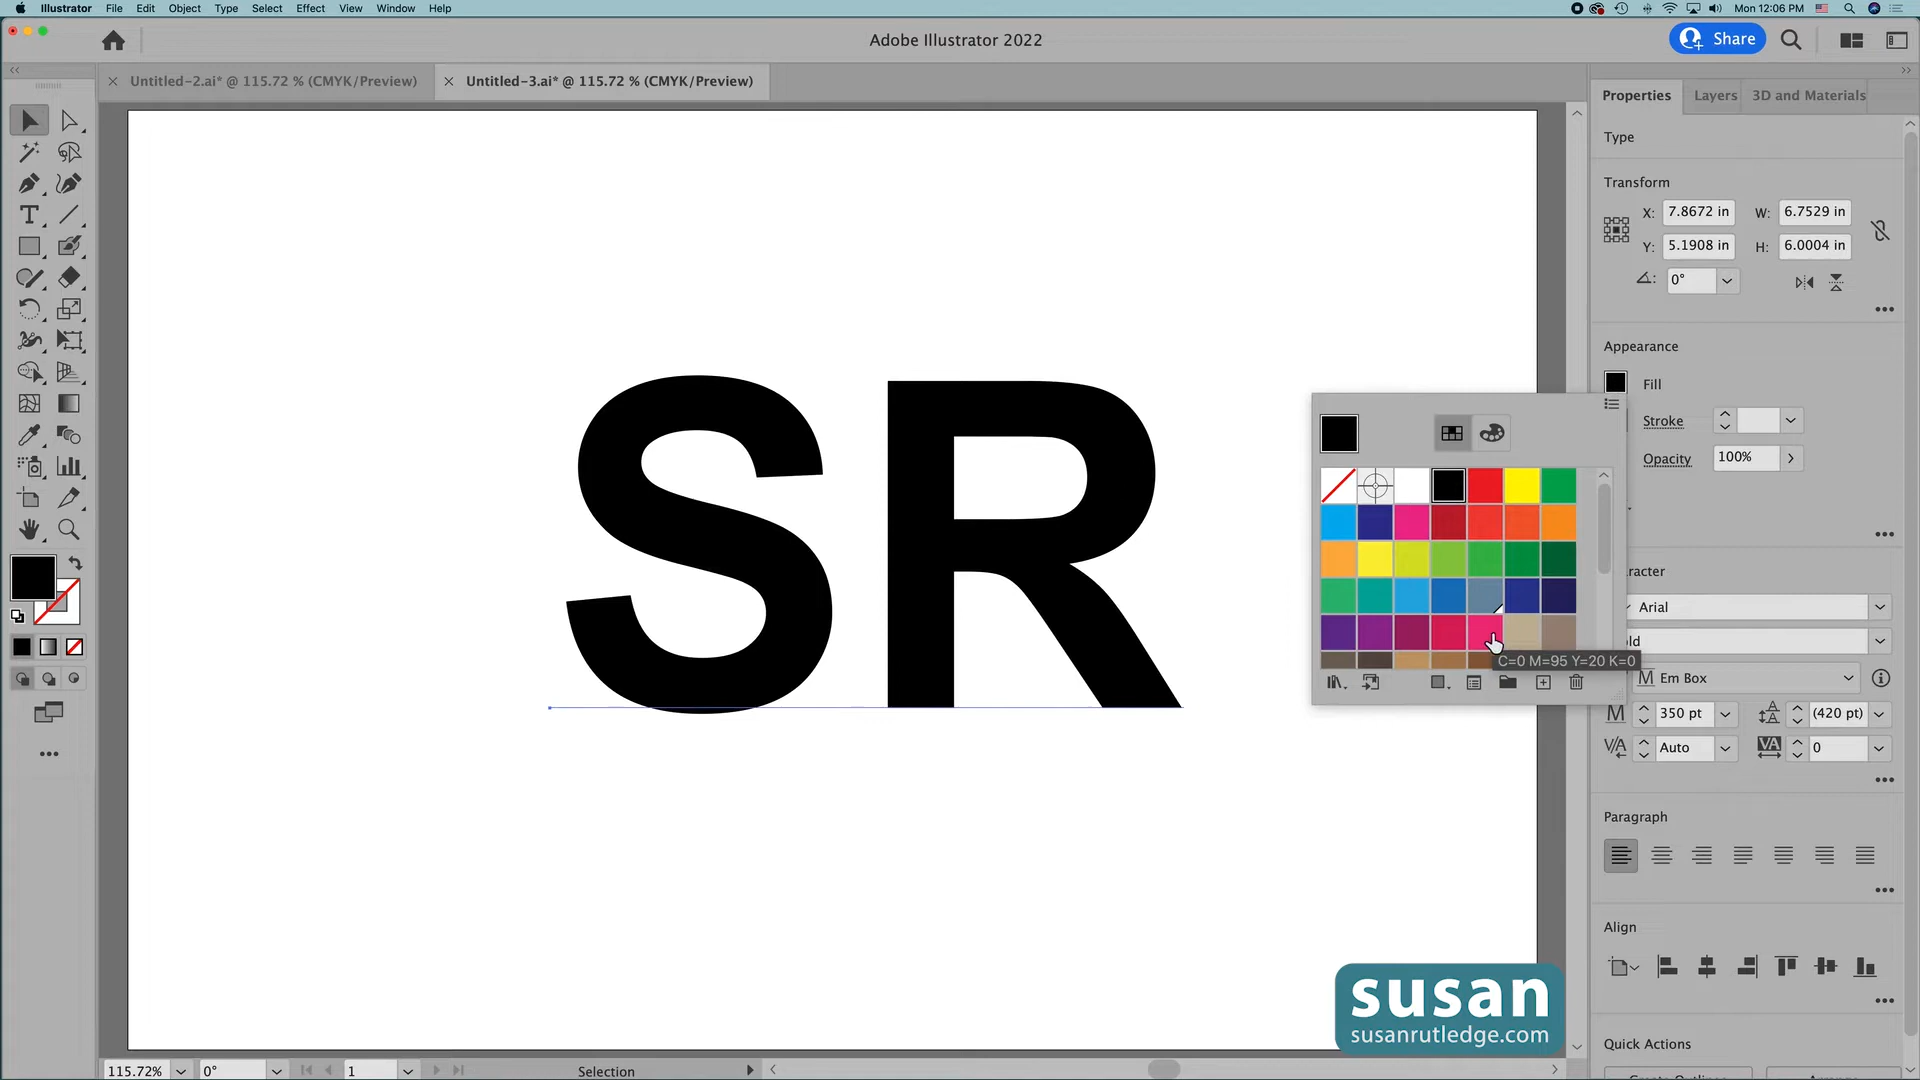 Illustrator File Edit Object Type Select Effect View Window Help
Mon 12:06 PM
Adobe Illustrator 2022
Share
Untitled-2.ai* @ 115.72 % (CMYK/Preview)
Untitled-3.ai* @ 115.72 % (CMYK/Preview)
Properties Layers 3D and Materials
Type
Transform
X: 7.8672 in W: 6.7529 in
Y: 5.1908 in H: 6.0004 in
0°
Appearance
Fill
Stroke
Opacity 100%
SR
racter
Arial
ld
C=0 M=95 Y=20 K=0
Em Box
350 pt (420 pt)
Auto 0
Paragraph
Align
susan
susanrutledge.com
Quick Actions
115.72% 0° 1 Selection